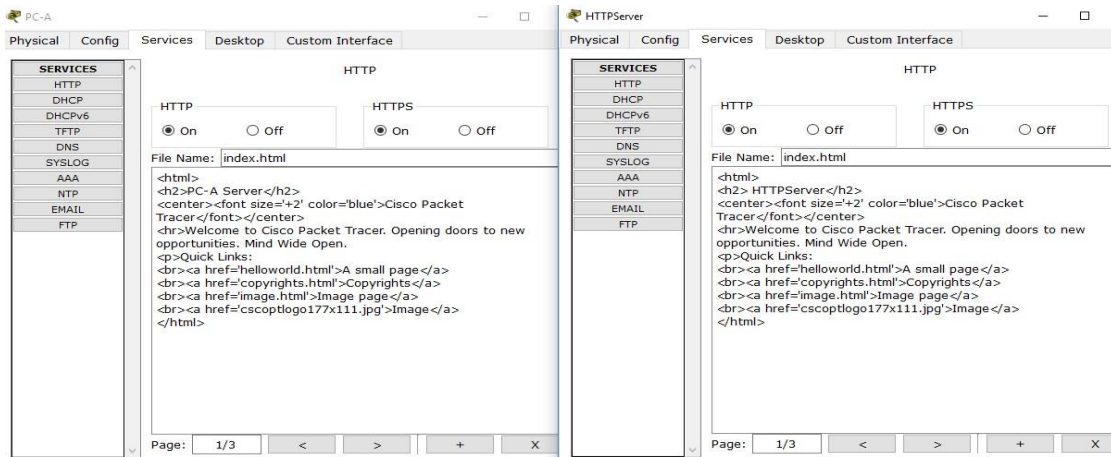 PC-A
Physical Config Services Desktop Custom Interface
SERVICES
HTTP
DHCP
DHCPv6
TFTP
DNS
SYSLOG
AAA
NTP
EMAIL
FTP
HTTP
HTTP
On Off
HTTPS
On Off
File Name: index.html
<html>
<h2>PC-A Server</h2>
<center><font size='+2' color='blue'>Cisco Packet
Tracer</font></center>
<hr>Welcome to Cisco Packet Tracer. Opening doors to new
opportunities. Mind Wide Open.
<p>Quick Links:
<br><a href='helloworld.html'>A small page</a>
<br><a href='copyrights.html'>Copyrights</a>
<br><a href='image.html'>Image page</a>
<br><a href='cscoptlogo177x111.jpg'>Image</a>
</html>
Page: 1/3 < > + X
HTTPServer
Physical Config Services Desktop Custom Interface
SERVICES
HTTP
DHCP
DHCPv6
TFTP
DNS
SYSLOG
AAA
NTP
EMAIL
FTP
HTTP
HTTP
On Off
HTTPS
On Off
File Name: index.html
<html>
<h2> HTTPServer</h2>
<center><font size='+2' color='blue'>Cisco Packet
Tracer</font></center>
<hr>Welcome to Cisco Packet Tracer. Opening doors to new
opportunities. Mind Wide Open.
<p>Quick Links:
<br><a href='helloworld.html'>A small page</a>
<br><a href='copyrights.html'>Copyrights</a>
<br><a href='image.html'>Image page</a>
<br><a href='cscoptlogo177x111.jpg'>Image</a>
</html>
Page: 1/3 < > + X